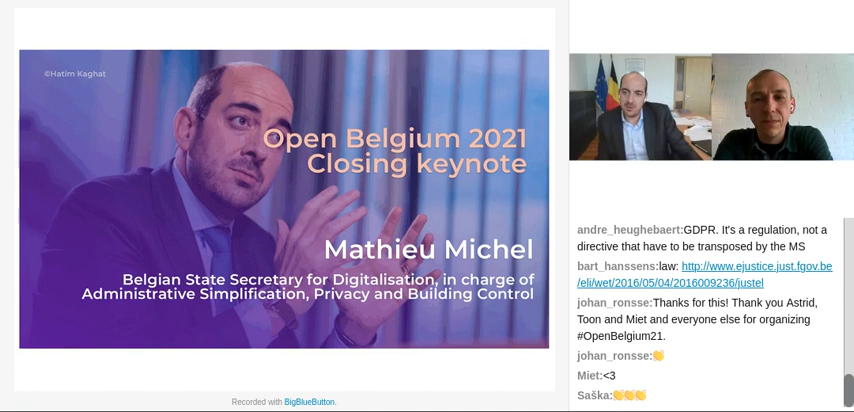 ©Hatim Kaghat
Open Belgium 2021
Closing keynote
Mathieu Michel
Belgian State Secretary for Digitalisation, in charge of
Administrative Simplification, Privacy and Building Control
Recorded with BigBlueButton.
andre_heughebaert:GDPR. It's a regulation, not a
directive that have to be transposed by the MS
bart_hanssens:law: http://www.ejustice.just.fgov.be
/eli/wet/2016/05/04/2016009236/justel
johan_ronsse:Thanks for this! Thank you Astrid,
Toon and Miet and everyone else for organizing
#OpenBelgium21.
johan_ronsse:👏
Miet:<3
Saška:👏👏👏